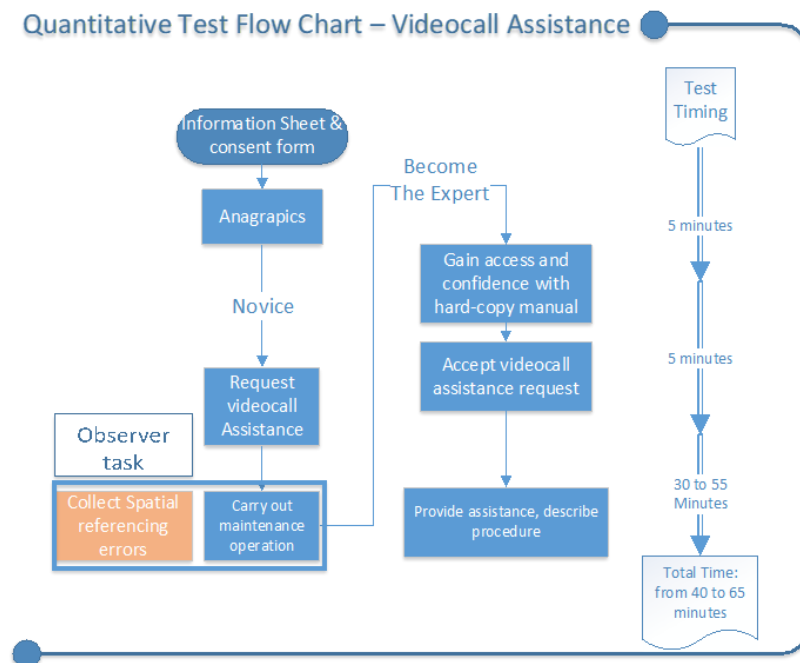 Quantitative Test Flow Chart – Videocall Assistance
Information Sheet &
consent form
Anagrapics
Novice
Request
videocall
Assistance
Observer
task
Collect Spatial
referencing
errors
Carry out
maintenance
operation
Become
The Expert
Gain access and
confidence with
hard-copy manual
Accept videocall
assistance request
Provide assistance, describe
procedure
Test
Timing
5 minutes
5 minutes
30 to 55
Minutes
Total Time:
from 40 to 65
minutes